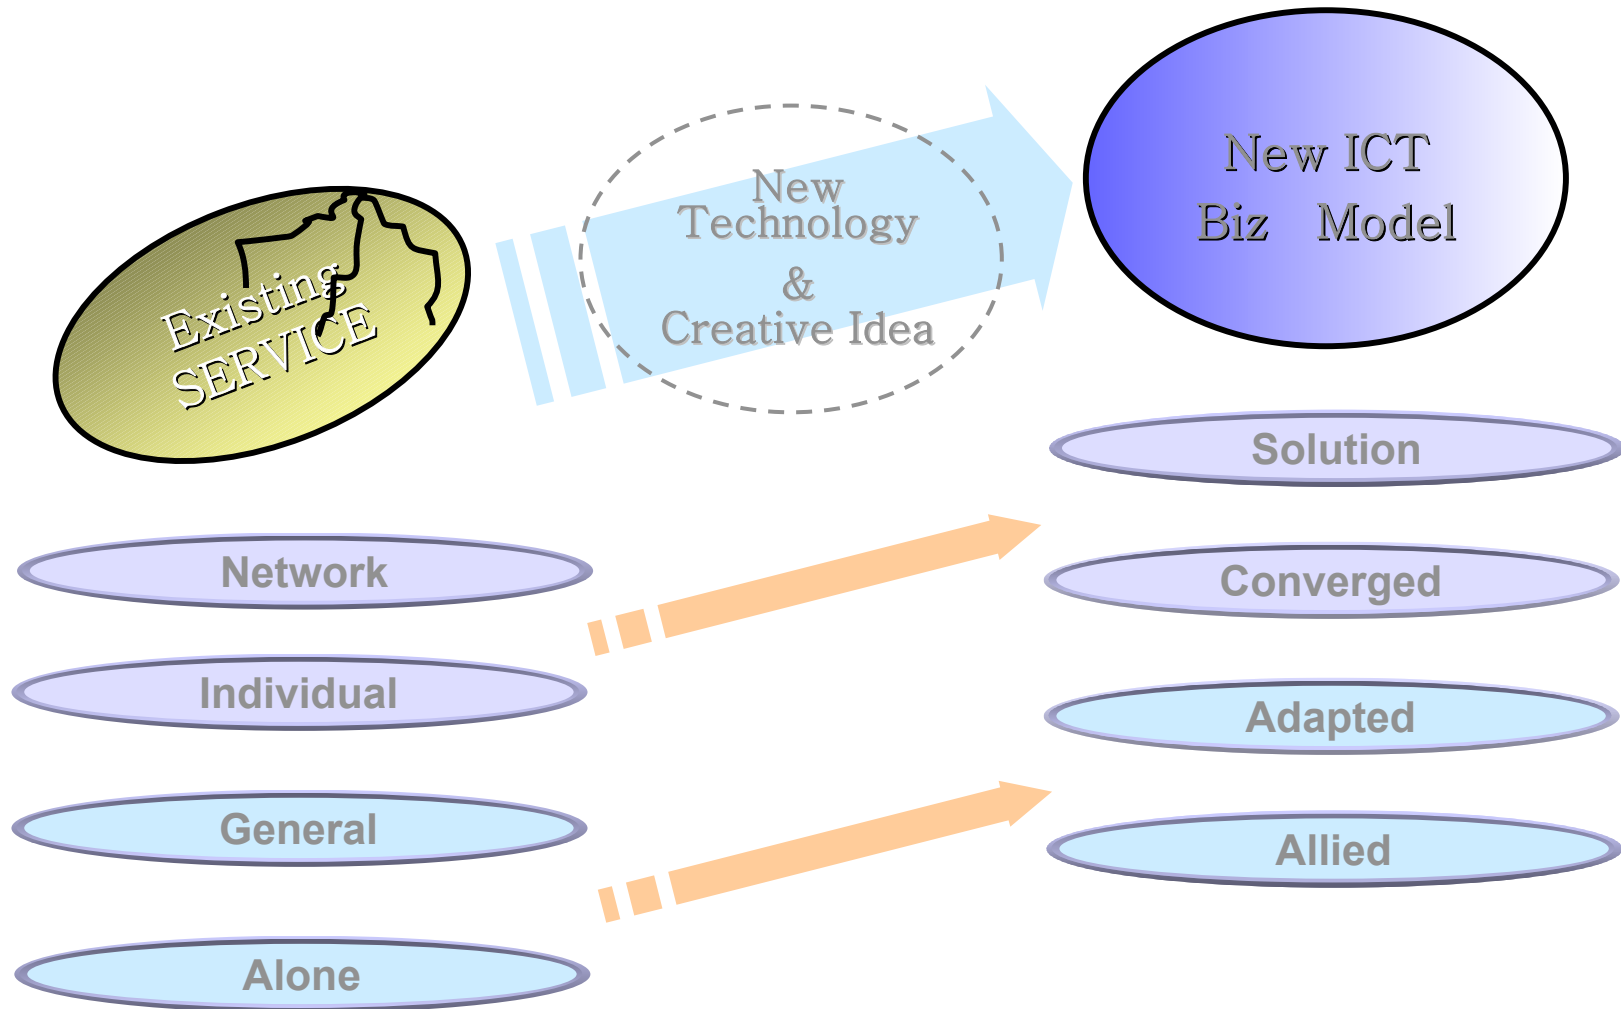 Existing
SERVICE
New
Technology
&
Creative Idea
New ICT
Biz Model
Network
Individual
General
Alone
Solution
Converged
Adapted
Allied